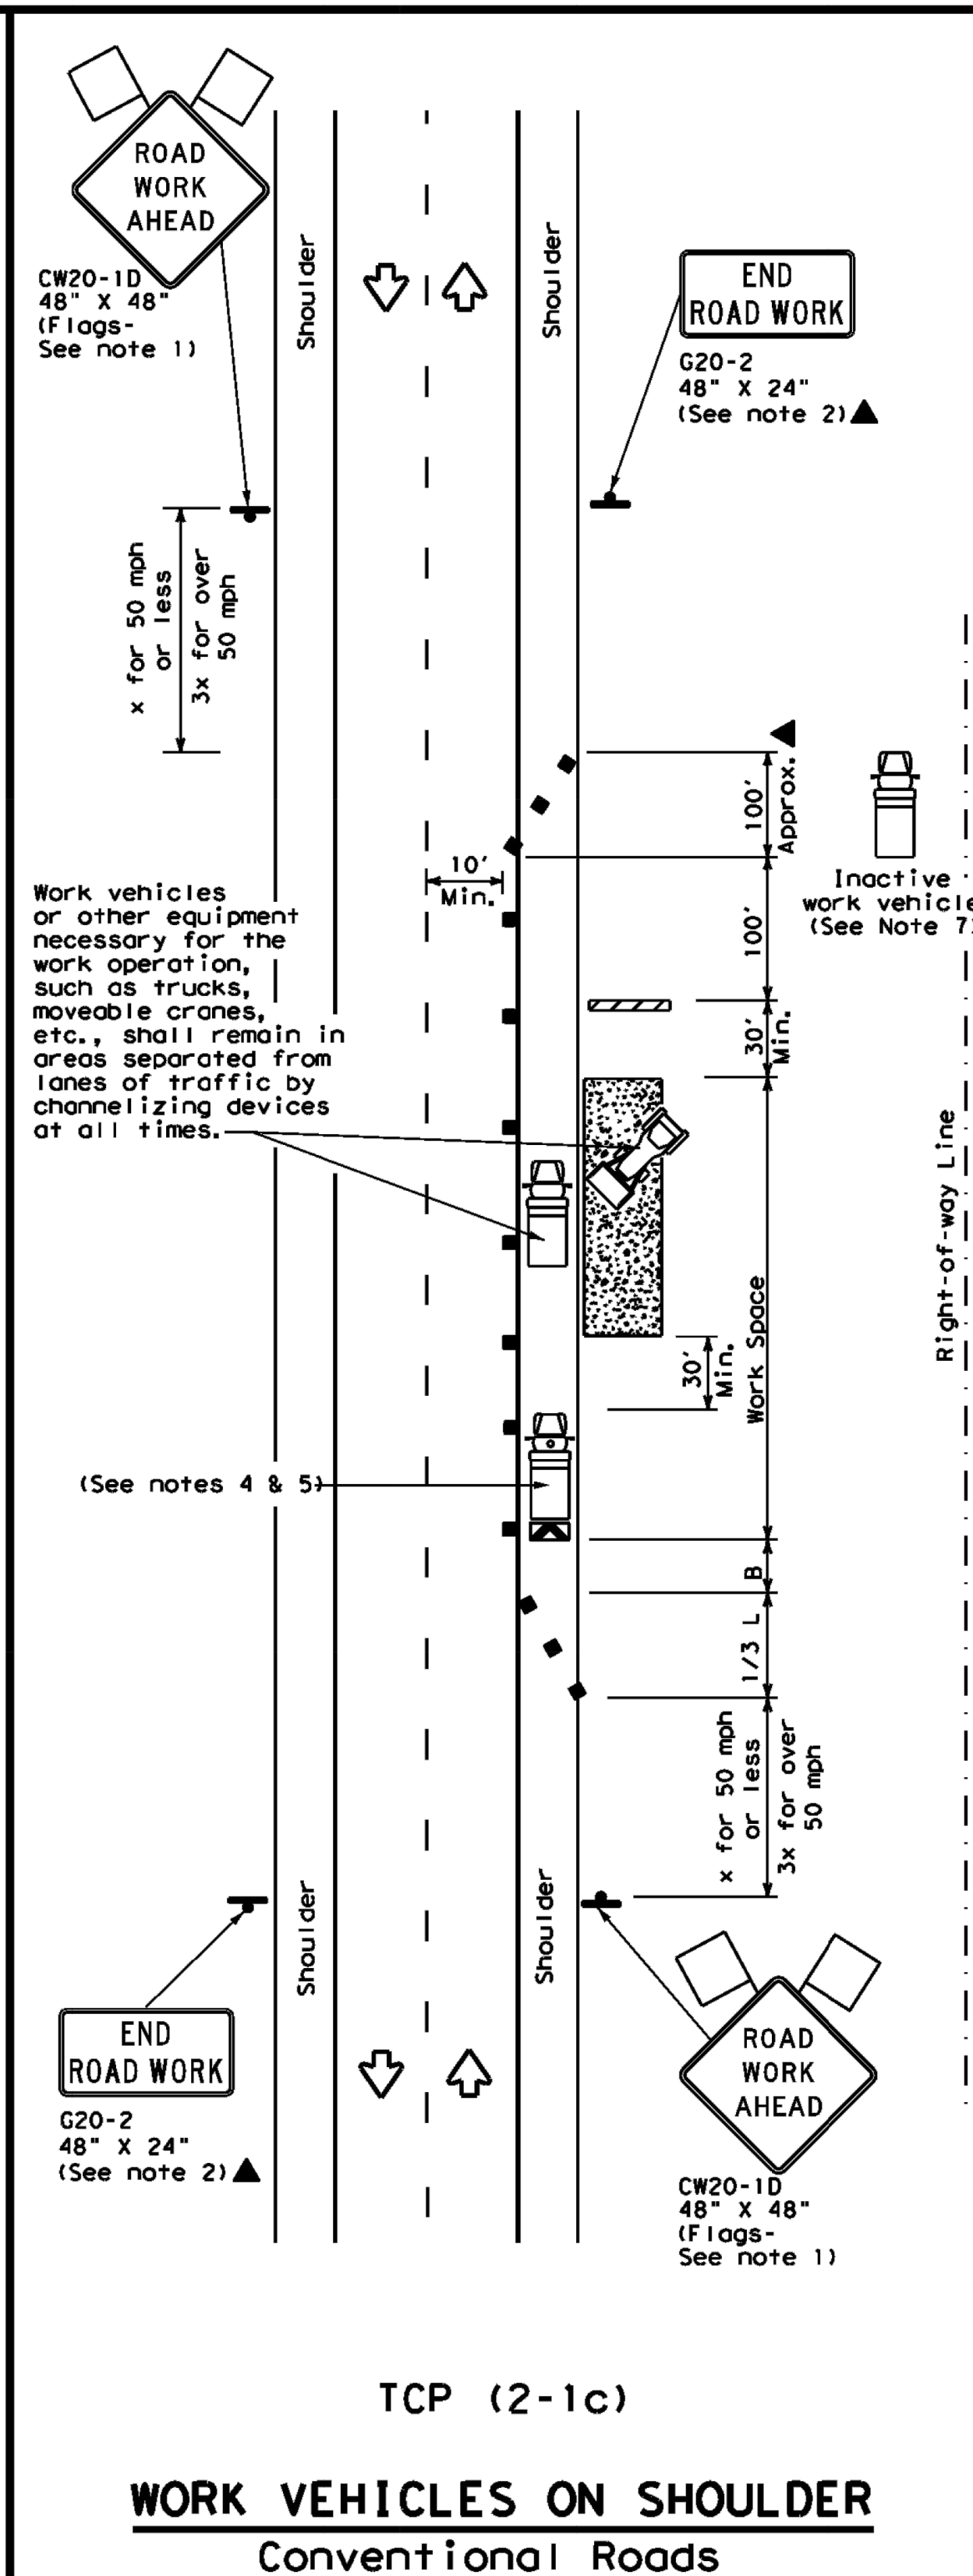 ROAD
WORK
AHEAD
CW20-1D
48" X 48"
(Flags-
See note 1)
Shoulder
Shoulder
END
ROAD WORK
G20-2
48" X 24"
(See note 2)
x for 50 mph
or less
3x for over
50 mph
100'
Approx.
Inactive
work vehicle
(See Note 7)
10'
Min.
100'
30'
Min.
Work vehicles
or other equipment
necessary for the
work operation,
such as trucks,
moveable cranes,
etc., shall remain in
areas separated from
lanes of traffic by
channelizing devices
at all times.
Right-of-way Line
Work Space
30'
Min.
(See notes 4 & 5)
B
1/3 L
x for 50 mph
or less
3x for over
50 mph
Shoulder
Shoulder
END
ROAD WORK
G20-2
48" X 24"
(See note 2)
ROAD
WORK
AHEAD
CW20-1D
48" X 48"
(Flags-
See note 1)
TCP (2-1c)
WORK VEHICLES ON SHOULDER
Conventional Roads